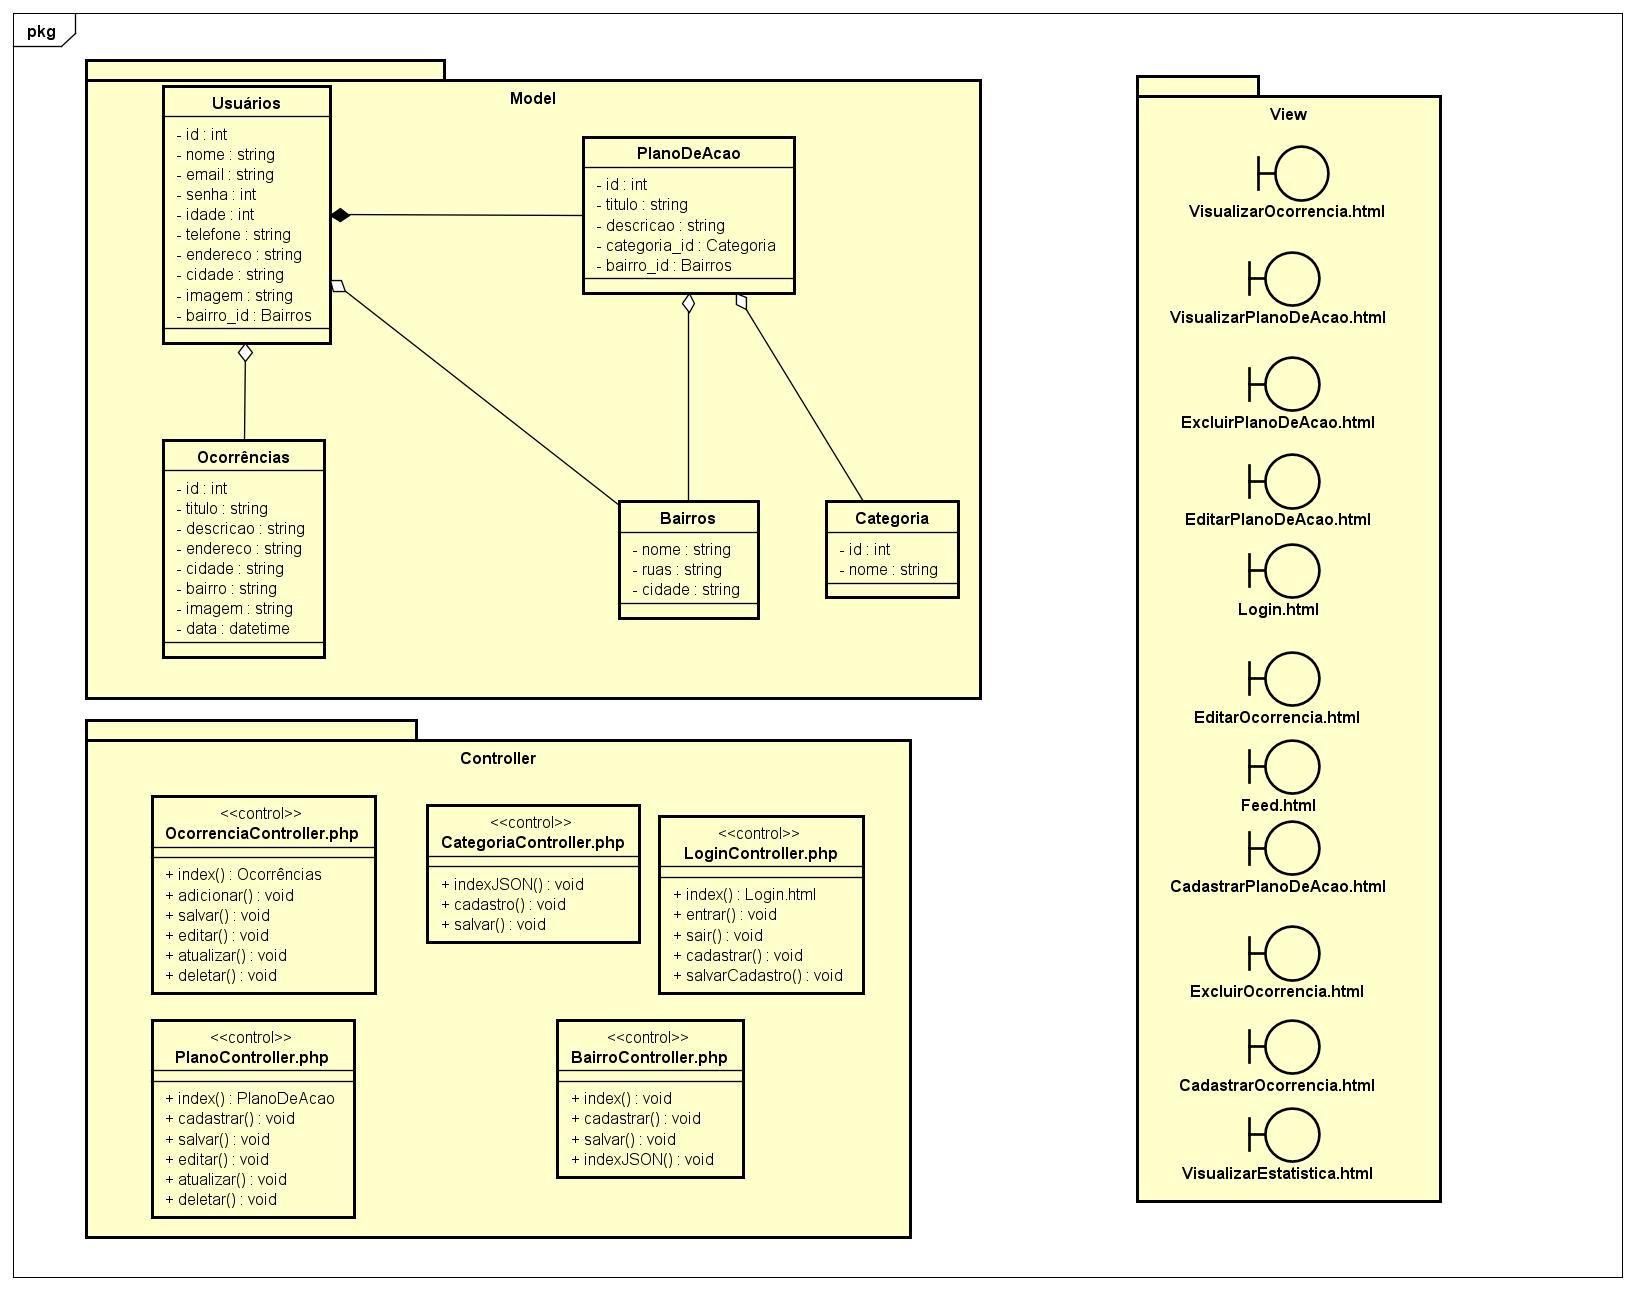 pkg
Model
Usuários
- id : int
- nome : string
- email : string
- senha : int
- idade : int
- telefone : string
- endereco : string
- cidade : string
- imagem : string
- bairro_id : Bairros
PlanoDeAcao
- id : int
- titulo : string
- descricao : string
- categoria_id : Categoria
- bairro_id : Bairros
Ocorrências
- id : int
- titulo : string
- descricao : string
- endereco : string
- cidade : string
- bairro : string
- imagem : string
- data : datetime
Bairros
- nome : string
- ruas : string
- cidade : string
Categoria
- id : int
- nome : string
Controller
<<control>>
OcorrenciaController.php
+ index() : Ocorrências
+ adicionar() : void
+ salvar() : void
+ editar() : void
+ atualizar() : void
+ deletar() : void
<<control>>
CategoriaController.php
+ indexJSON() : void
+ cadastro() : void
+ salvar() : void
<<control>>
LoginController.php
+ index() : Login.html
+ entrar() : void
+ sair() : void
+ cadastrar() : void
+ salvarCadastro() : void
<<control>>
PlanoController.php
+ index() : PlanoDeAcao
+ cadastrar() : void
+ salvar() : void
+ editar() : void
+ atualizar() : void
+ deletar() : void
<<control>>
BairroController.php
+ index() : void
+ cadastrar() : void
+ salvar() : void
+ indexJSON() : void
View
VisualizarOcorrencia.html
VisualizarPlanoDeAcao.html
ExcluirPlanoDeAcao.html
EditarPlanoDeAcao.html
Login.html
EditarOcorrencia.html
Feed.html
CadastrarPlanoDeAcao.html
ExcluirOcorrencia.html
CadastrarOcorrencia.html
VisualizarEstatistica.html